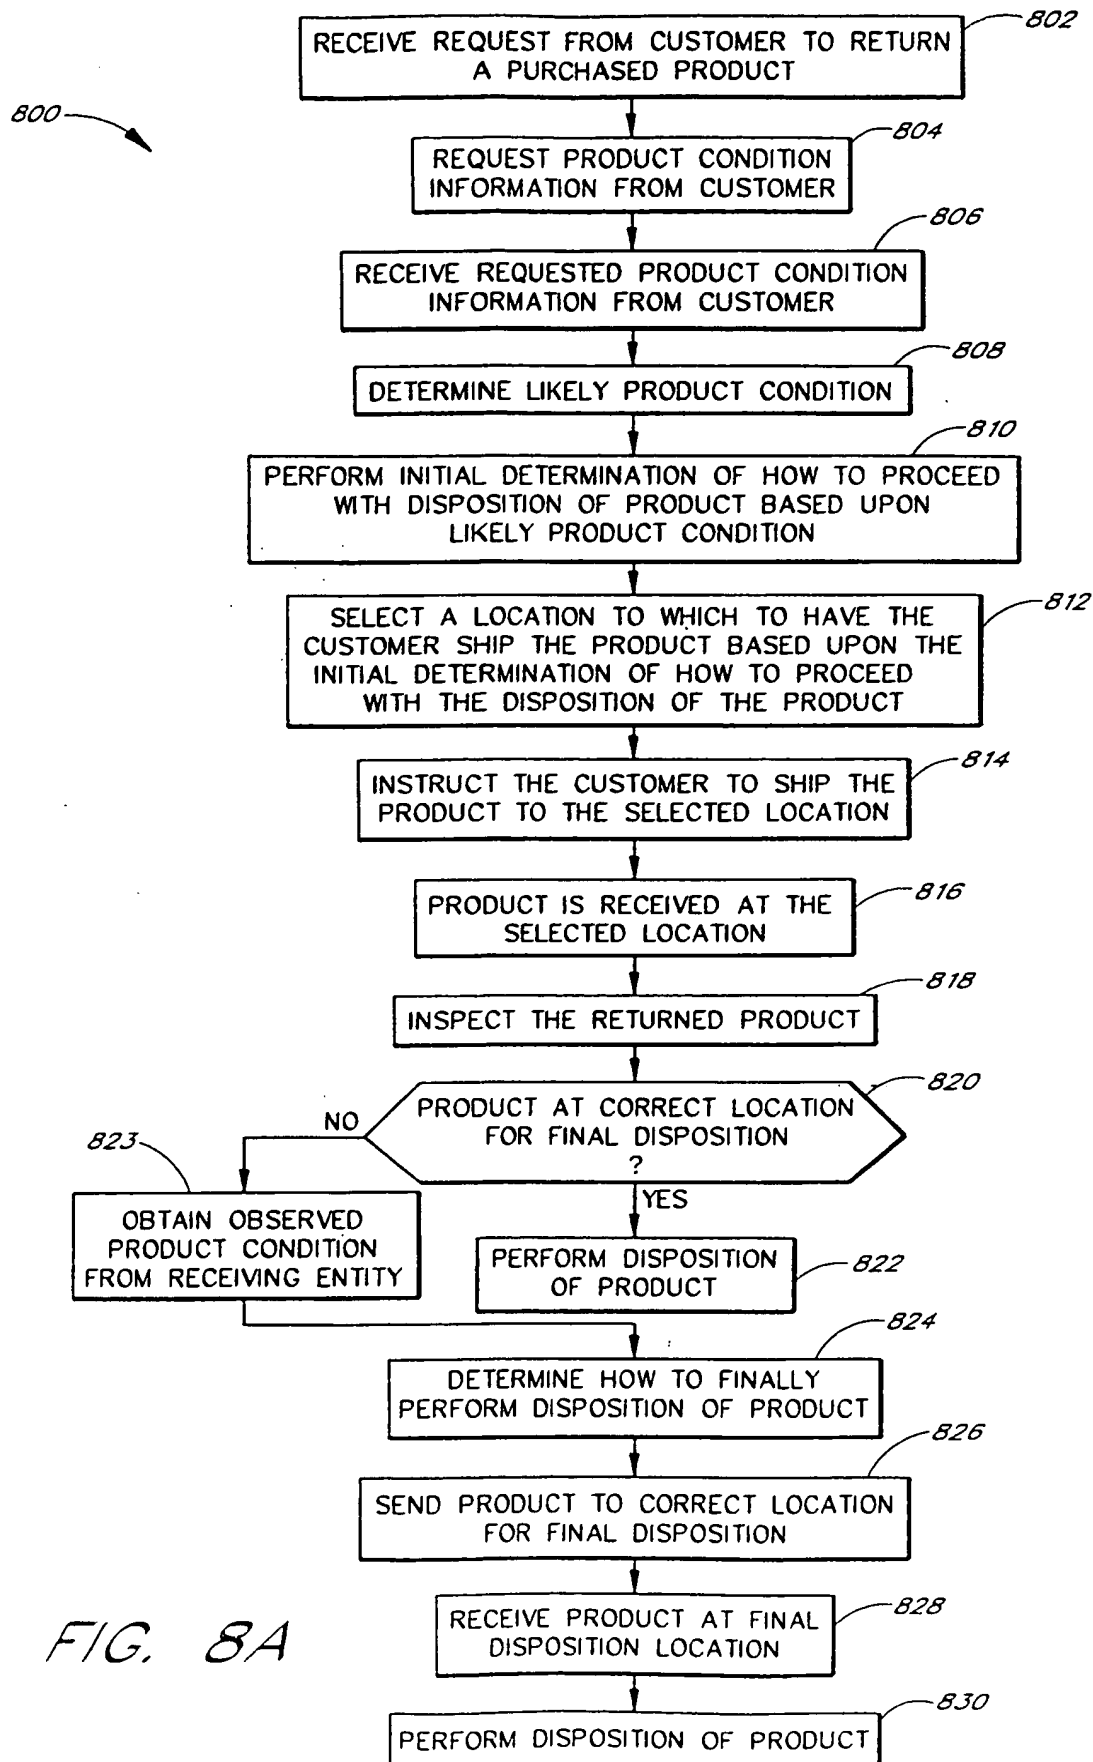 802
RECEIVE REQUEST FROM CUSTOMER TO RETURN
A PURCHASED PRODUCT
800
804
REQUEST PRODUCT CONDITION
INFORMATION FROM CUSTOMER
806
RECEIVE REQUESTED PRODUCT CONDITION
INFORMATION FROM CUSTOMER
808
DETERMINE LIKELY PRODUCT CONDITION
810
PERFORM INITIAL DETERMINATION OF HOW TO PROCEED
WITH DISPOSITION OF PRODUCT BASED UPON
LIKELY PRODUCT CONDITION
812
SELECT A LOCATION TO WHICH TO HAVE THE
CUSTOMER SHIP THE PRODUCT BASED UPON THE
INITIAL DETERMINATION OF HOW TO PROCEED
WITH THE DISPOSITION OF THE PRODUCT
814
INSTRUCT THE CUSTOMER TO SHIP THE
PRODUCT TO THE SELECTED LOCATION
816
PRODUCT IS RECEIVED AT THE
SELECTED LOCATION
818
INSPECT THE RETURNED PRODUCT
820
PRODUCT AT CORRECT LOCATION
FOR FINAL DISPOSITION
?
NO
YES
823
OBTAIN OBSERVED
PRODUCT CONDITION
FROM RECEIVING ENTITY
PERFORM DISPOSITION
OF PRODUCT
822
824
DETERMINE HOW TO FINALLY
PERFORM DISPOSITION OF PRODUCT
826
SEND PRODUCT TO CORRECT LOCATION
FOR FINAL DISPOSITION
828
RECEIVE PRODUCT AT FINAL
DISPOSITION LOCATION
830
PERFORM DISPOSITION OF PRODUCT
FIG. 8A